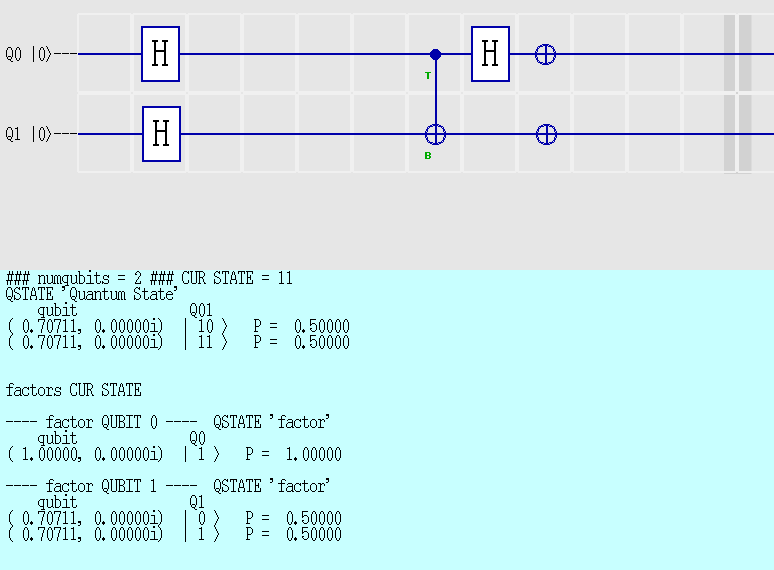 Q0 |0⟩---
H
H
T
Q1 |0⟩---
H
B
### numqubits = 2 ### CUR STATE = 11
QSTATE 'Quantum State'
qubit Q01
( 0.70711, 0.00000i) | 10 ⟩ P = 0.50000
( 0.70711, 0.00000i) | 11 ⟩ P = 0.50000
factors CUR STATE
---- factor QUBIT 0 ---- QSTATE 'factor'
qubit Q0
( 1.00000, 0.00000i) | 1 ⟩ P = 1.00000
---- factor QUBIT 1 ---- QSTATE 'factor'
qubit Q1
( 0.70711, 0.00000i) | 0 ⟩ P = 0.50000
( 0.70711, 0.00000i) | 1 ⟩ P = 0.50000